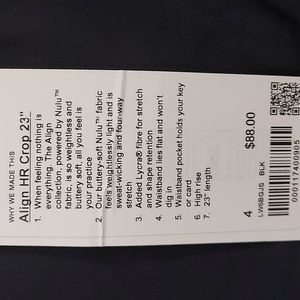 WHY WE MADE THIS
Align HR Crop 23"
1. When feeling nothing is
everything. The Align
collection, powered by Nulu™
fabric, is so weightless and
buttery soft, all you feel is
your practice
2. Our buttery-soft Nulu™ fabric
feels weightlessly light and is
sweat-wicking and four-way
stretch
3. Added Lycra® fibre for stretch
and shape retention
4. Waistband lies flat and won't
dig in
5. Waistband pocket holds your key
or card
6. High rise
7. 23" length
4
$88.00
LW6BGJS BLK
000117400905